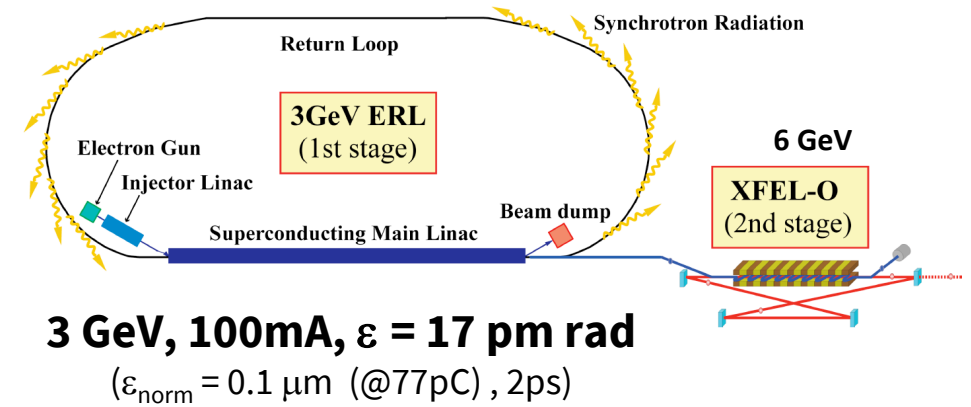 Synchrotron Radiation
Return Loop
3GeV ERL
(1st stage)
6 GeV
Electron Gun
XFEL-O
(2nd stage)
Injector Linac
Beam dump
Superconducting Main Linac
3 GeV, 100mA, ε = 17 pm rad
(ε_norm = 0.1 μm (@77pC) , 2ps)